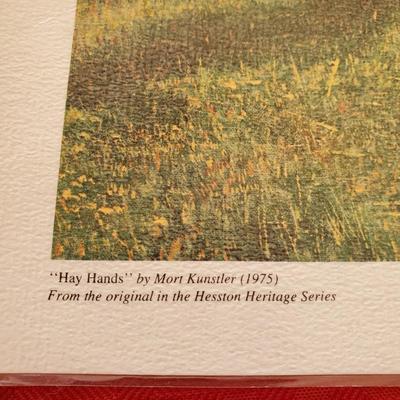 "Hay Hands" by Mort Kunstler (1975)
From the original in the Hesston Heritage Series